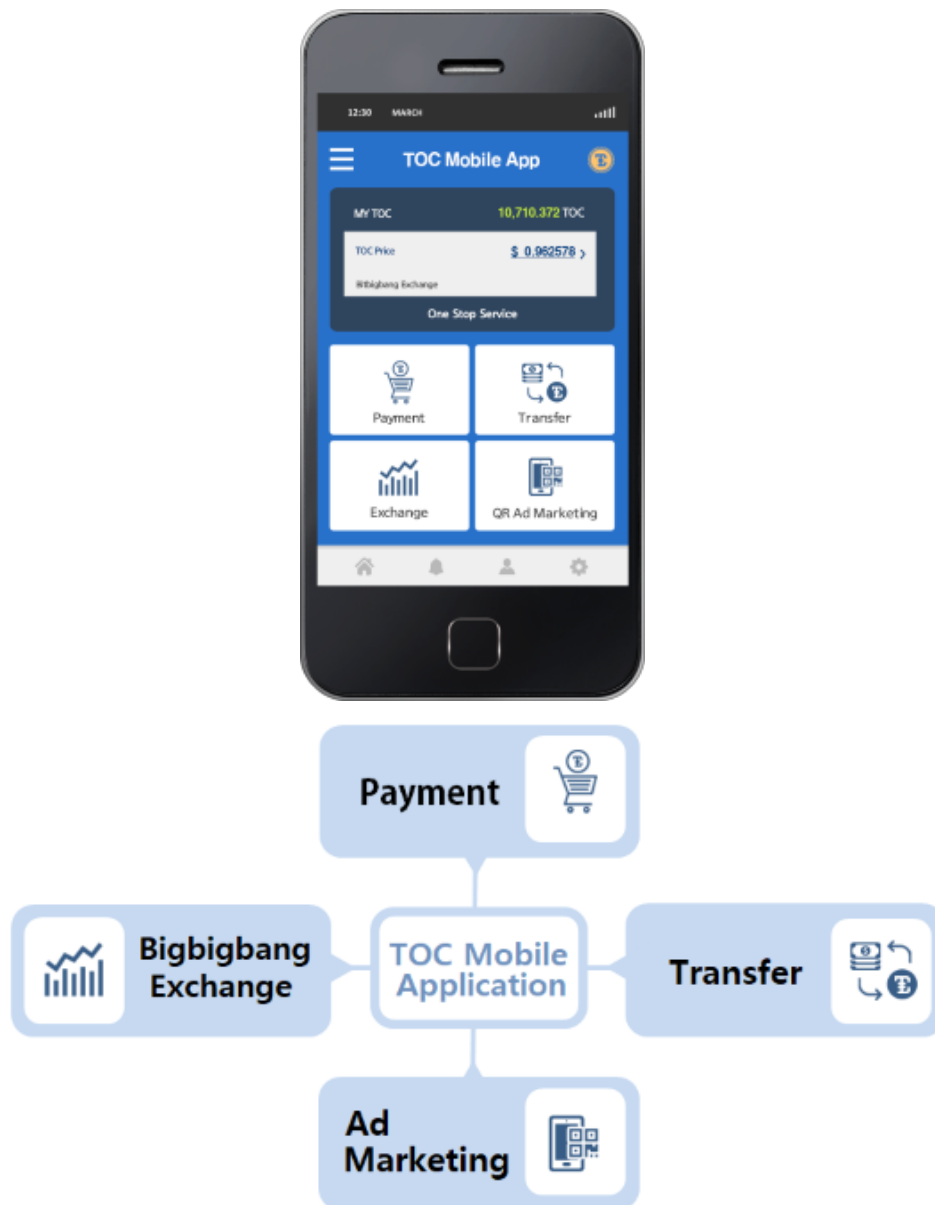 12:30 MARCH
TOC Mobile App
MY TOC 10,710.372 TOC
TOC Price $ 0.962578 >
Bitbigbang Exchange
One Stop Service
Payment Transfer
Exchange QR Ad Marketing
Payment
Bigbigbang
Exchange
TOC Mobile
Application
Transfer
Ad
Marketing